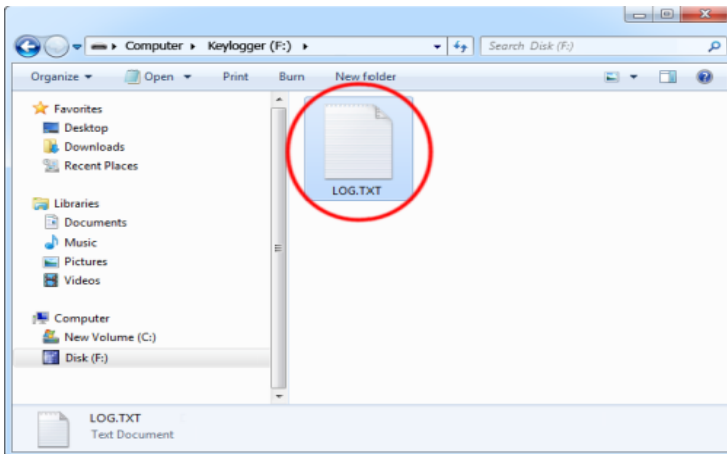 Computer ▸ Keylogger (F:) ▸
Search Disk (F:)
Organize Open Print Burn New folder
Favorites
Desktop
Downloads
Recent Places
Libraries
Documents
Music
Pictures
Videos
Computer
New Volume (C:)
Disk (F:)
LOG.TXT
LOG.TXT
Text Document